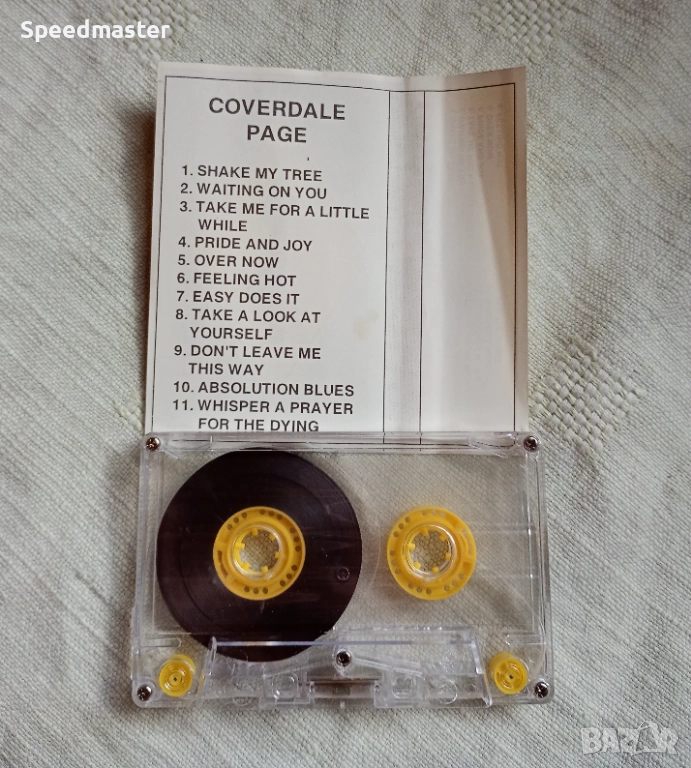 Speedmaster
COVERDALE
PAGE
1. SHAKE MY TREE
2. WAITING ON YOU
3. TAKE ME FOR A LITTLE
WHILE
4. PRIDE AND JOY
5. OVER NOW
6. FEELING HOT
7. EASY DOES IT
8. TAKE A LOOK AT
YOURSELF
9. DON'T LEAVE ME
THIS WAY
10. ABSOLUTION BLUES
11. WHISPER A PRAYER
FOR THE DYING
BAZAR